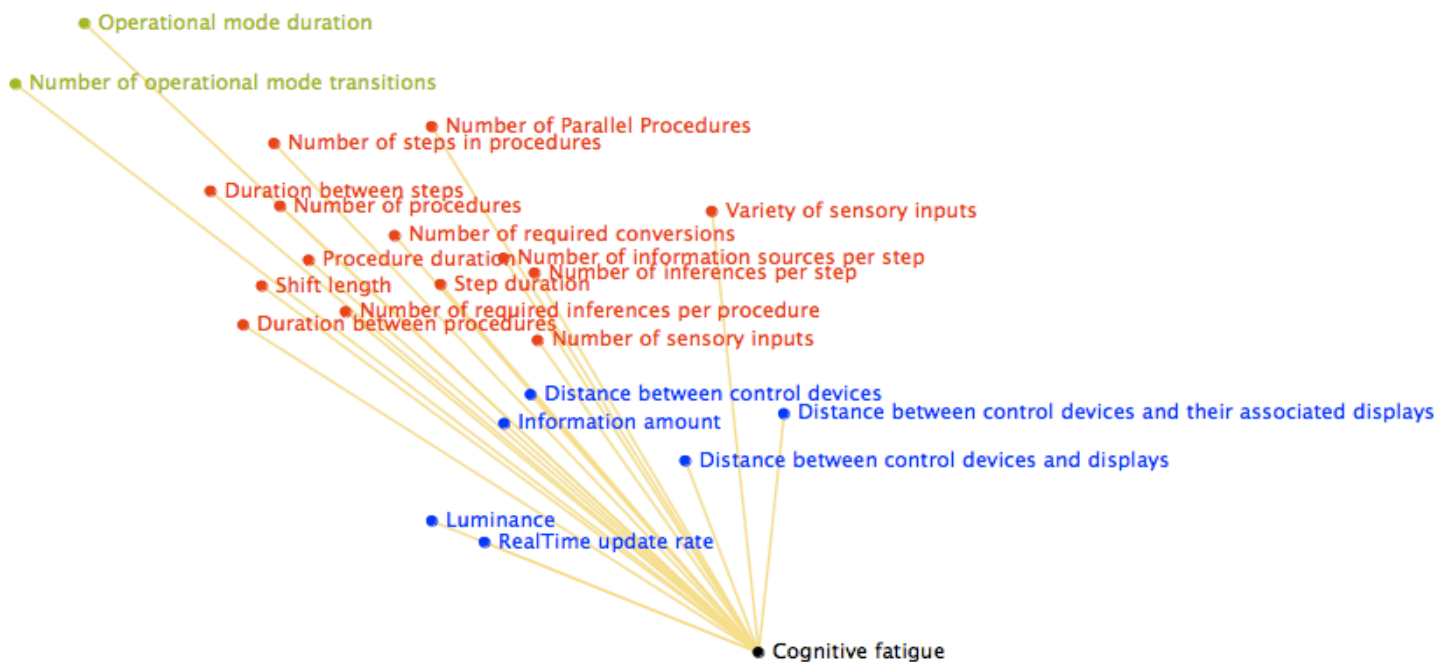 Operational mode duration
Number of operational mode transitions
Number of Parallel Procedures
Number of steps in procedures
Duration between steps
Number of procedures
Variety of sensory inputs
Number of required conversions
Procedure duration
Number of information sources per step
Number of inferences per step
Shift length
Step duration
Number of required inferences per procedure
Duration between procedures
Number of sensory inputs
Distance between control devices
Distance between control devices and their associated displays
Information amount
Distance between control devices and displays
Luminance
RealTime update rate
Cognitive fatigue